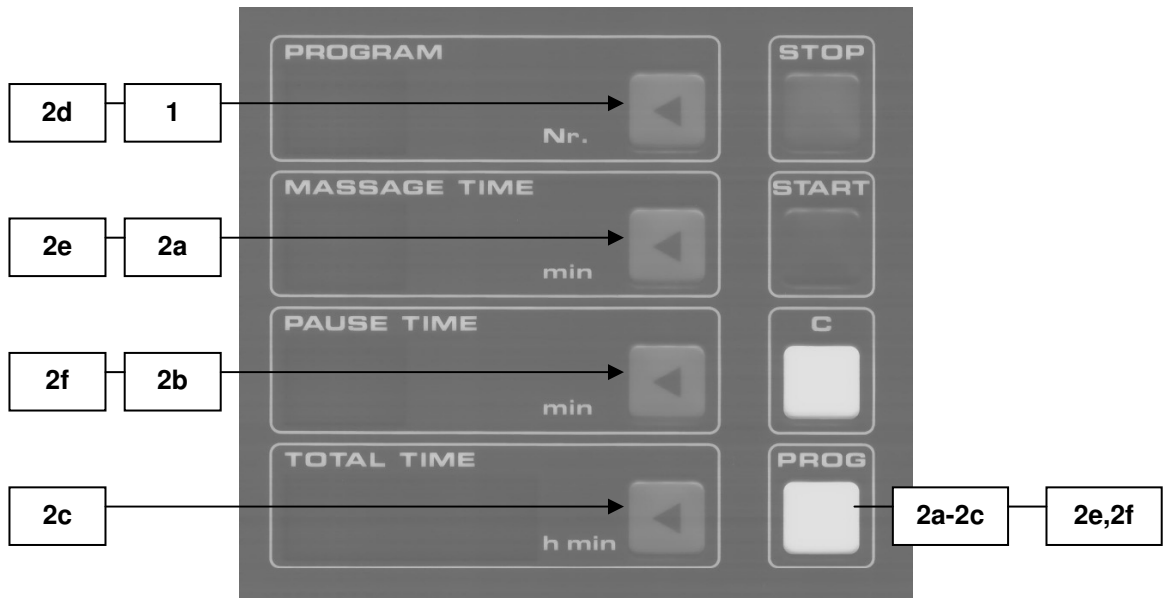 PROGRAM
STOP
2d
1
Nr.
MASSAGE TIME
START
2e
2a
min
PAUSE TIME
C
2f
2b
min
TOTAL TIME
PROG
2c
2a-2c
2e,2f
h min